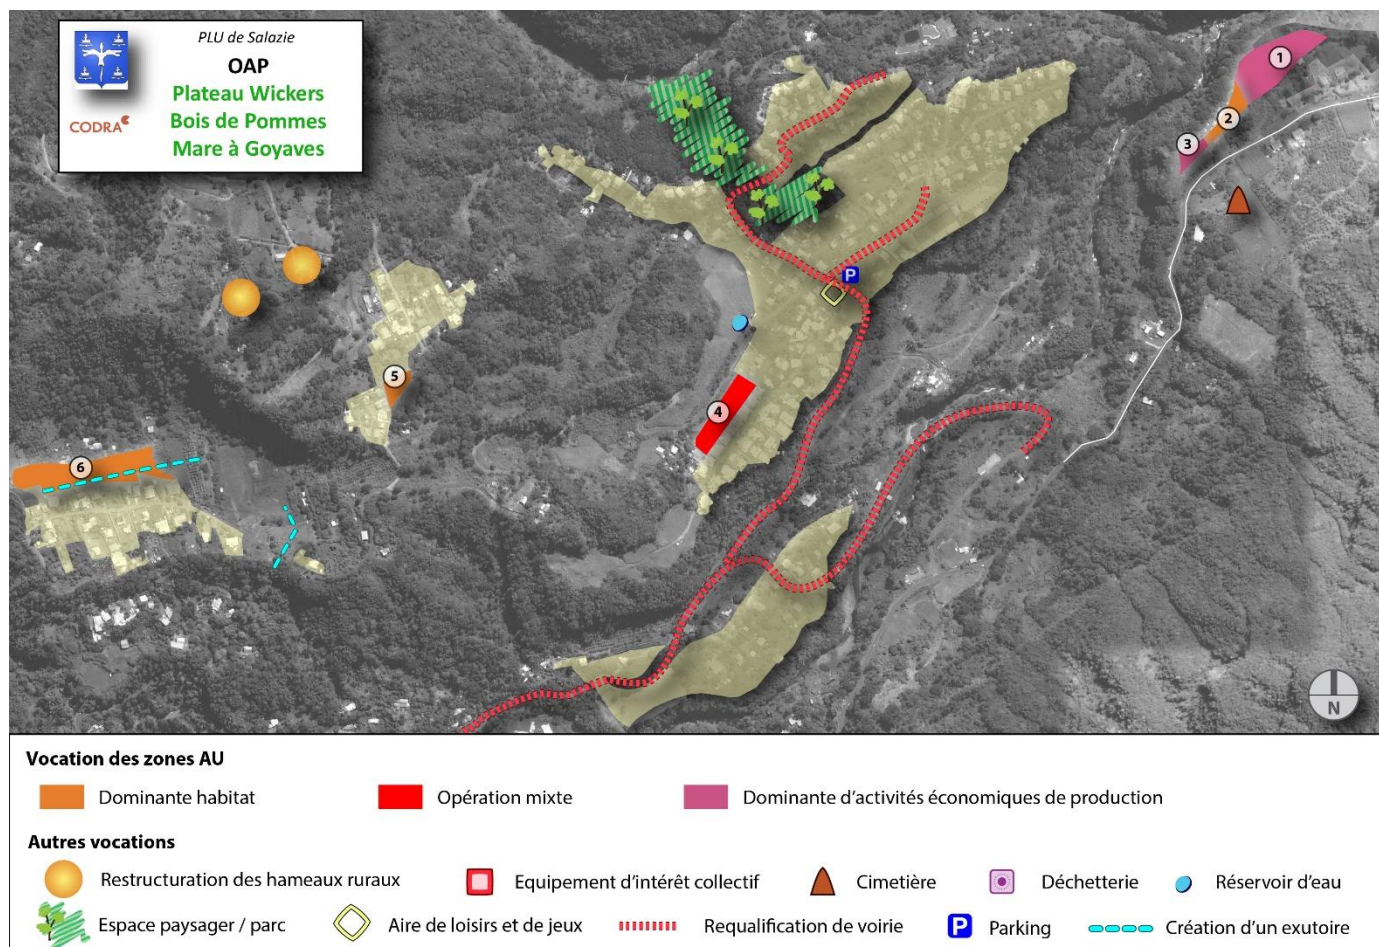 PLU de Salazie
OAP
Plateau Wickers
Bois de Pommes
Mare à Goyaves
CODRA
1
2
3
P
5
4
6
N
Vocation des zones AU
Dominante habitat
Opération mixte
Dominante d'activités économiques de production
Autres vocations
Restructuration des hameaux ruraux
Equipement d'intérêt collectif
Cimetière
Déchetterie
Réservoir d'eau
Espace paysager / parc
Aire de loisirs et de jeux
Requalification de voirie
P
Parking
Création d'un exutoire